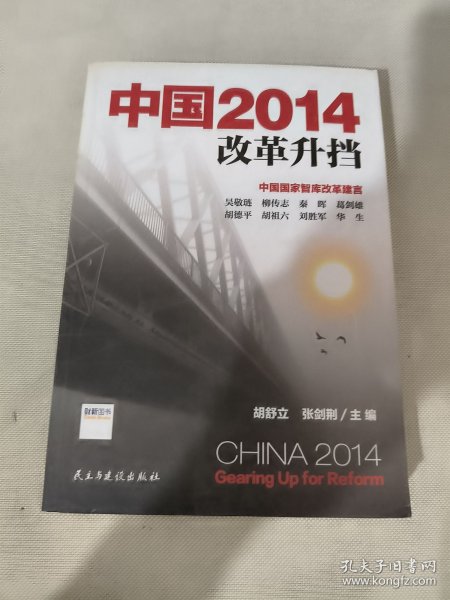 中国2014
改革升挡
中国国家智库改革建言
吴敬琏 柳传志 秦晖 葛剑雄
胡德平 胡祖六 刘胜军 华生
胡舒立 张剑荆/主编
财新图书
CHINA 2014
Gearing Up for Reform
民主与建设出版社
孔夫子旧书网
www.kongfz.com